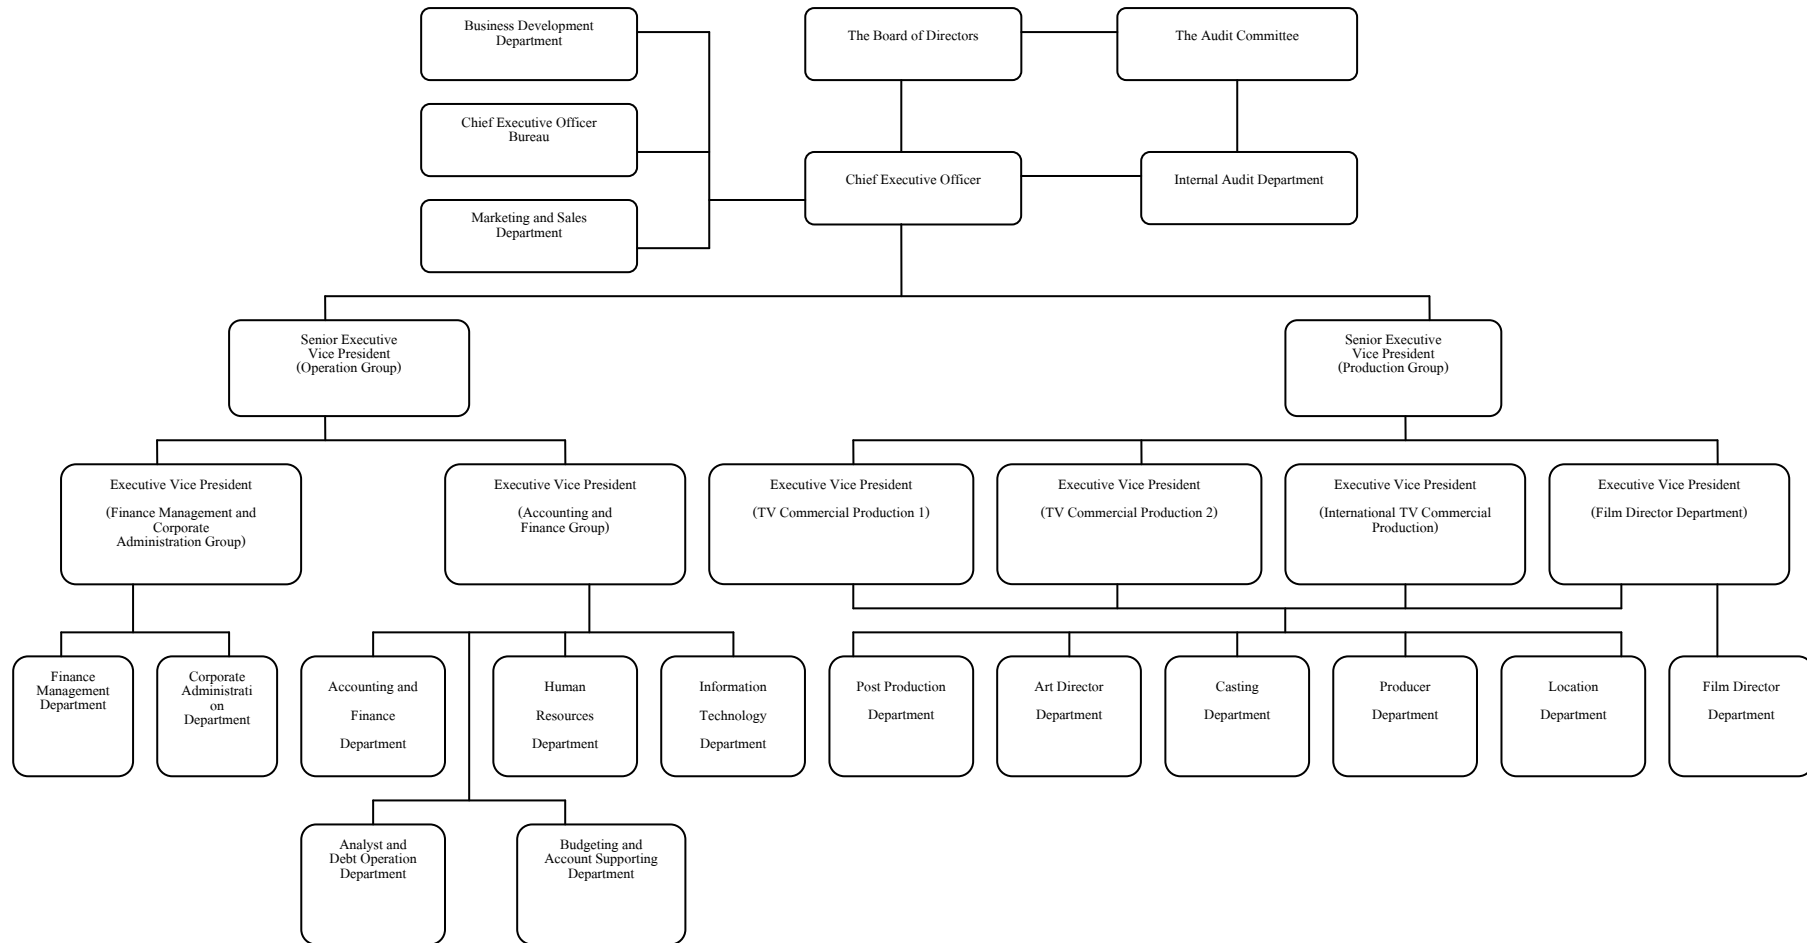 Business Development
Department
The Board of Directors
The Audit Committee
Chief Executive Officer
Bureau
Chief Executive Officer
Internal Audit Department
Marketing and Sales
Department
Senior Executive
Vice President
(Operation Group)
Senior Executive
Vice President
(Production Group)
Executive Vice President
(Finance Management and
Corporate
Administration Group)
Executive Vice President
(Accounting and
Finance Group)
Executive Vice President
(TV Commercial Production 1)
Executive Vice President
(TV Commercial Production 2)
Executive Vice President
(International TV Commercial
Production)
Executive Vice President
(Film Director Department)
Finance
Management
Department
Corporate
Administrati
on
Department
Accounting and
Finance
Department
Human
Resources
Department
Information
Technology
Department
Post Production
Department
Art Director
Department
Casting
Department
Producer
Department
Location
Department
Film Director
Department
Analyst and
Debt Operation
Department
Budgeting and
Account Supporting
Department